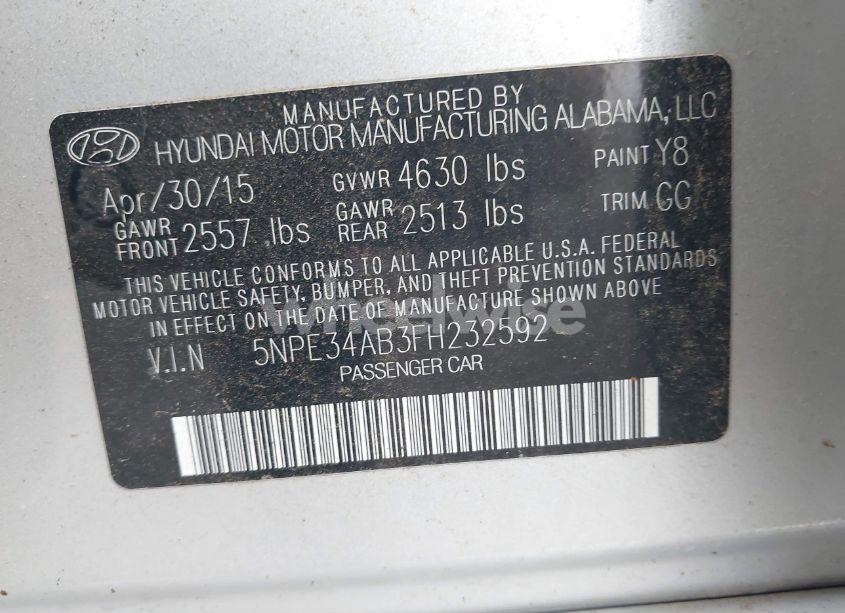 MANUFACTURED BY
HYUNDAI MOTOR MANUFACTURING ALABAMA, LLC
Apr/30/15 GVWR 4630 lbs PAINT Y8
GAWR FRONT 2557 lbs GAWR REAR 2513 lbs TRIM GG
THIS VEHICLE CONFORMS TO ALL APPLICABLE U.S.A. FEDERAL
MOTOR VEHICLE SAFETY, BUMPER, AND THEFT PREVENTION STANDARDS
IN EFFECT ON THE DATE OF MANUFACTURE SHOWN ABOVE
wheelwise
V.I.N 5NPE34AB3FH232592
PASSENGER CAR